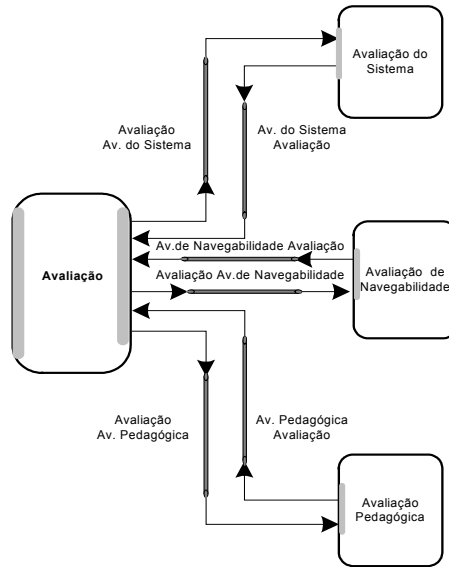 Avaliação do
Sistema
Avaliação
Av. do Sistema
Av. do Sistema
Avaliação
Av.de Navegabilidade Avaliação
Avaliação
Avaliação Av.de Navegabilidade
Avaliação de
Navegabilidade
Avaliação
Av. Pedagógica
Av. Pedagógica
Avaliação
Avaliação
Pedagógica